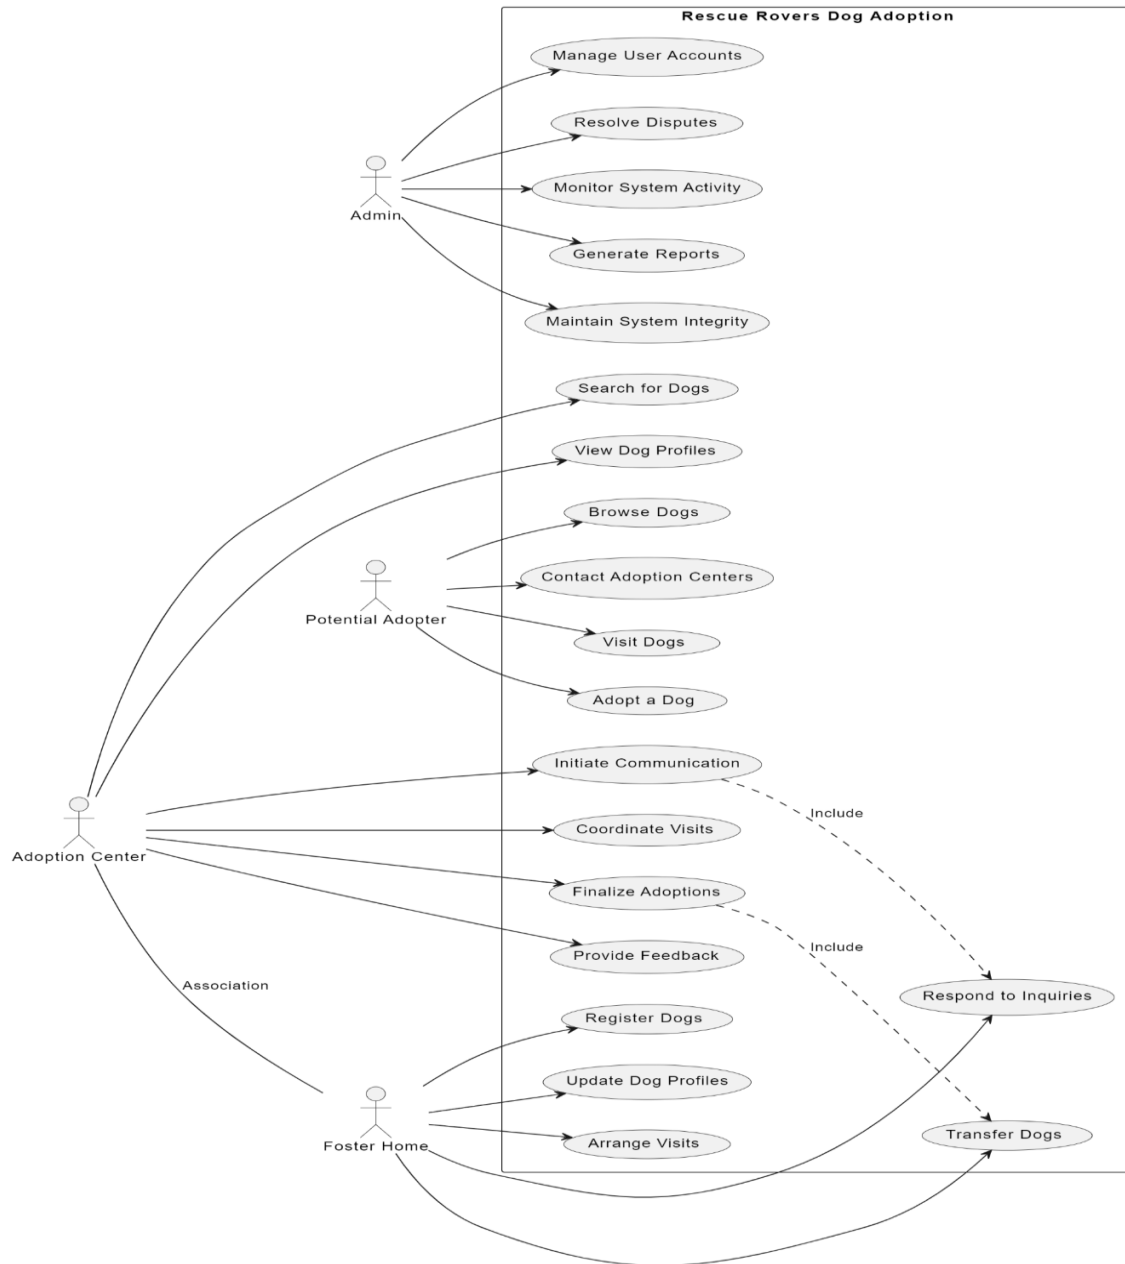 Rescue Rovers Dog Adoption
Manage User Accounts
Resolve Disputes
Monitor System Activity
Admin
Generate Reports
Maintain System Integrity
Search for Dogs
View Dog Profiles
Browse Dogs
Contact Adoption Centers
Potential Adopter
Visit Dogs
Adopt a Dog
Initiate Communication
Include
Coordinate Visits
Adoption Center
Finalize Adoptions
Include
Provide Feedback
Association
Respond to Inquiries
Register Dogs
Update Dog Profiles
Foster Home
Arrange Visits
Transfer Dogs